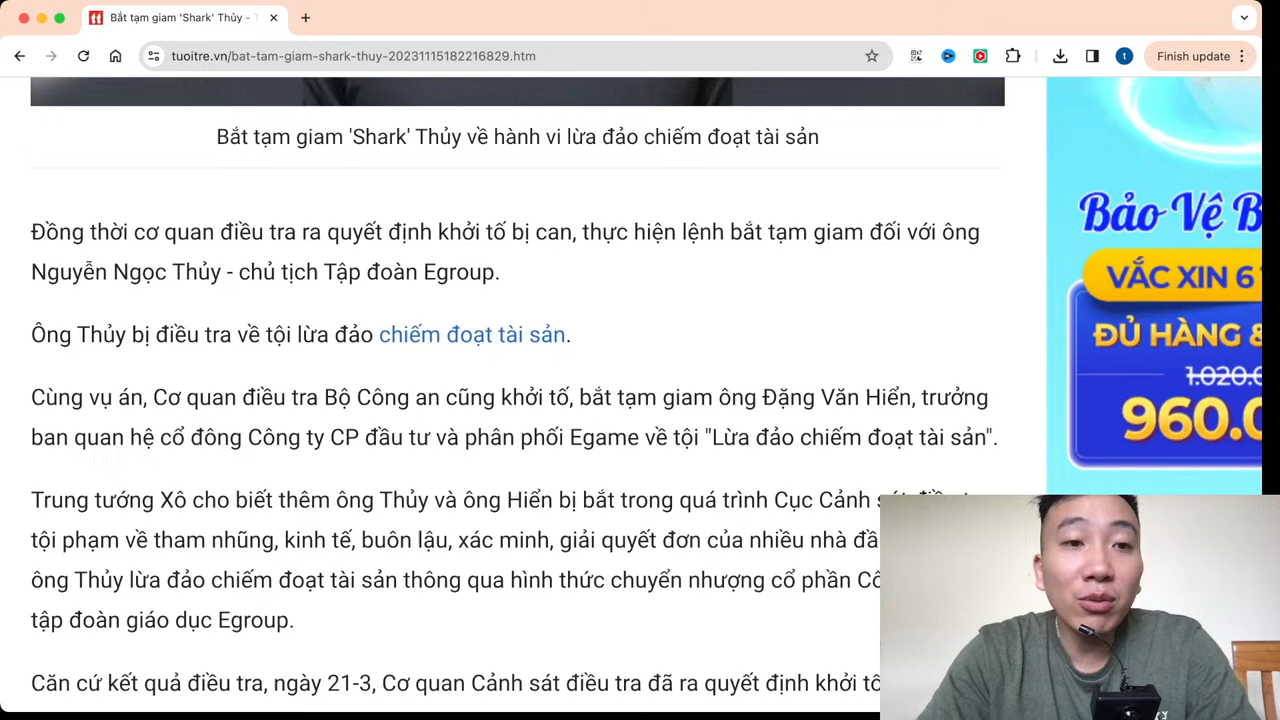 Bắt tạm giam 'Shark' Thủy -
tuoitre.vn/bat-tam-giam-shark-thuy-20231115182216829.htm
t
Finish update
Bắt tạm giam 'Shark' Thủy về hành vi lừa đảo chiếm đoạt tài sản
Đồng thời cơ quan điều tra ra quyết định khởi tố bị can, thực hiện lệnh bắt tạm giam đối với ông
Nguyễn Ngọc Thủy - chủ tịch Tập đoàn Egroup.
Ông Thủy bị điều tra về tội lừa đảo chiếm đoạt tài sản.
Cùng vụ án, Cơ quan điều tra Bộ Công an cũng khởi tố, bắt tạm giam ông Đặng Văn Hiển, trưởng
ban quan hệ cổ đông Công ty CP đầu tư và phân phối Egame về tội "Lừa đảo chiếm đoạt tài sản".
Trung tướng Xô cho biết thêm ông Thủy và ông Hiển bị bắt trong quá trình Cục Cảnh
tội phạm về tham nhũng, kinh tế, buôn lậu, xác minh, giải quyết đơn của nhiều nhà
ông Thủy lừa đảo chiếm đoạt tài sản thông qua hình thức chuyển nhượng cổ phần
tập đoàn giáo dục Egroup.
Căn cứ kết quả điều tra, ngày 21-3, Cơ quan Cảnh sát điều tra đã ra quyết định khởi
Bảo Vệ
VẮC XIN 6
ĐỦ HÀNG &
1.020.0
960.0